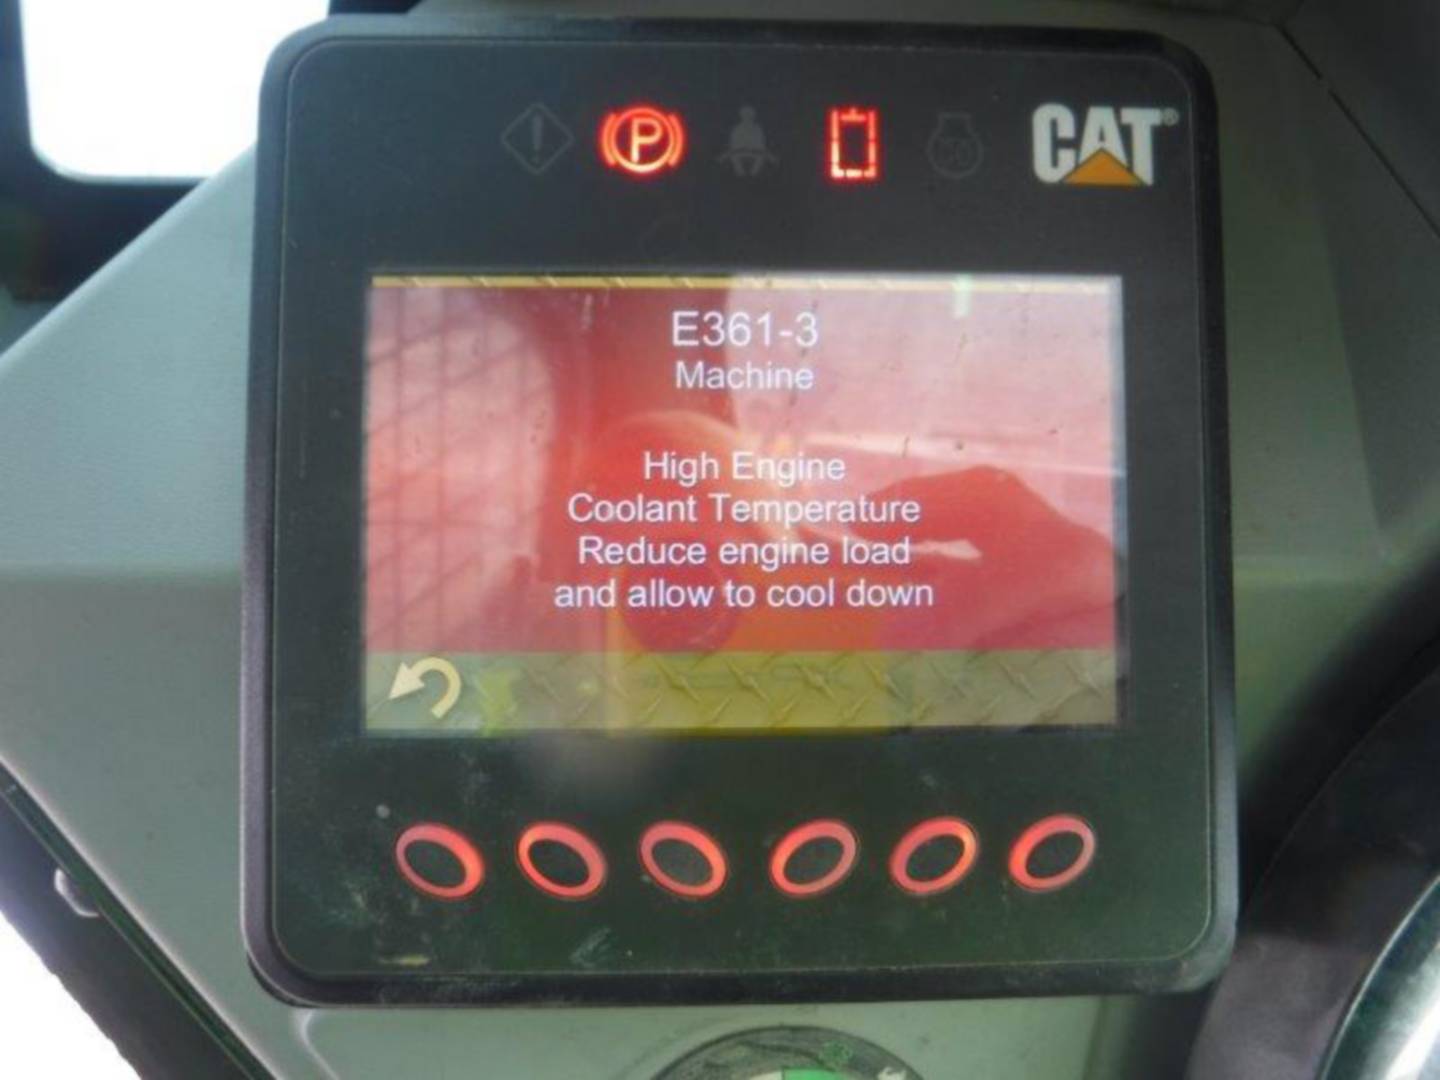 P
CAT®
E361-3
Machine
High Engine
Coolant Temperature
Reduce engine load
and allow to cool down